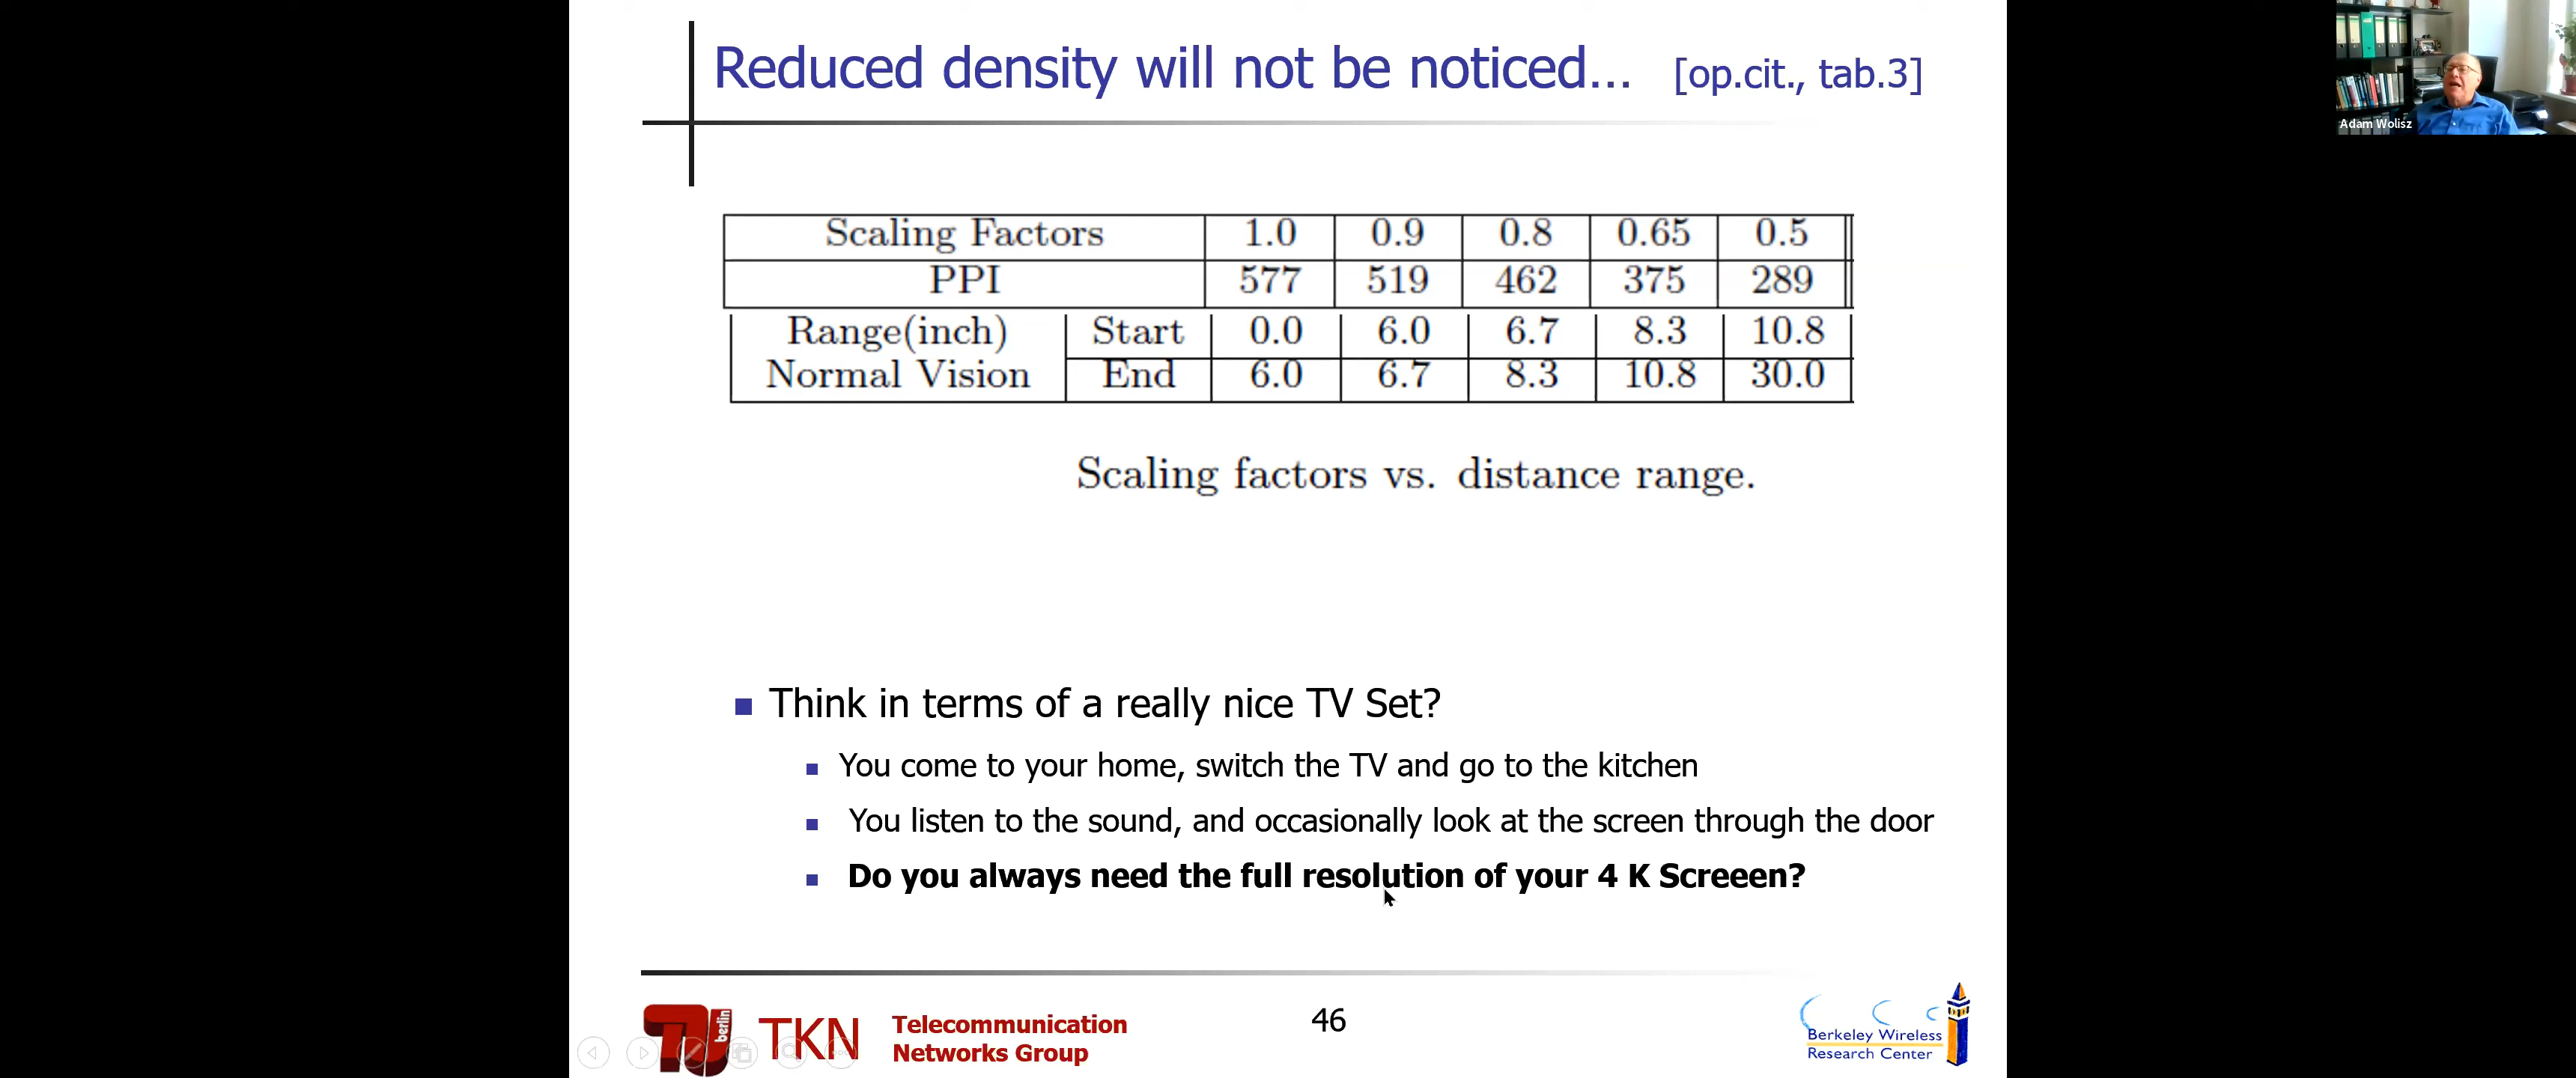 Reduced density will not be noticed... [op.cit., tab.3]
Adam Wolisz
Scaling Factors 1.0 0.9 0.8 0.65 0.5
PPI 577 519 462 375 289
Range(inch) Start 0.0 6.0 6.7 8.3 10.8
Normal Vision End 6.0 6.7 8.3 10.8 30.0
Scaling factors vs. distance range.
Think in terms of a really nice TV Set?
You come to your home, switch the TV and go to the kitchen
You listen to the sound, and occasionally look at the screen through the door
Do you always need the full resolution of your 4 K Screeen?
TU berlin
TKN
Telecommunication
Networks Group
46
Berkeley Wireless
Research Center